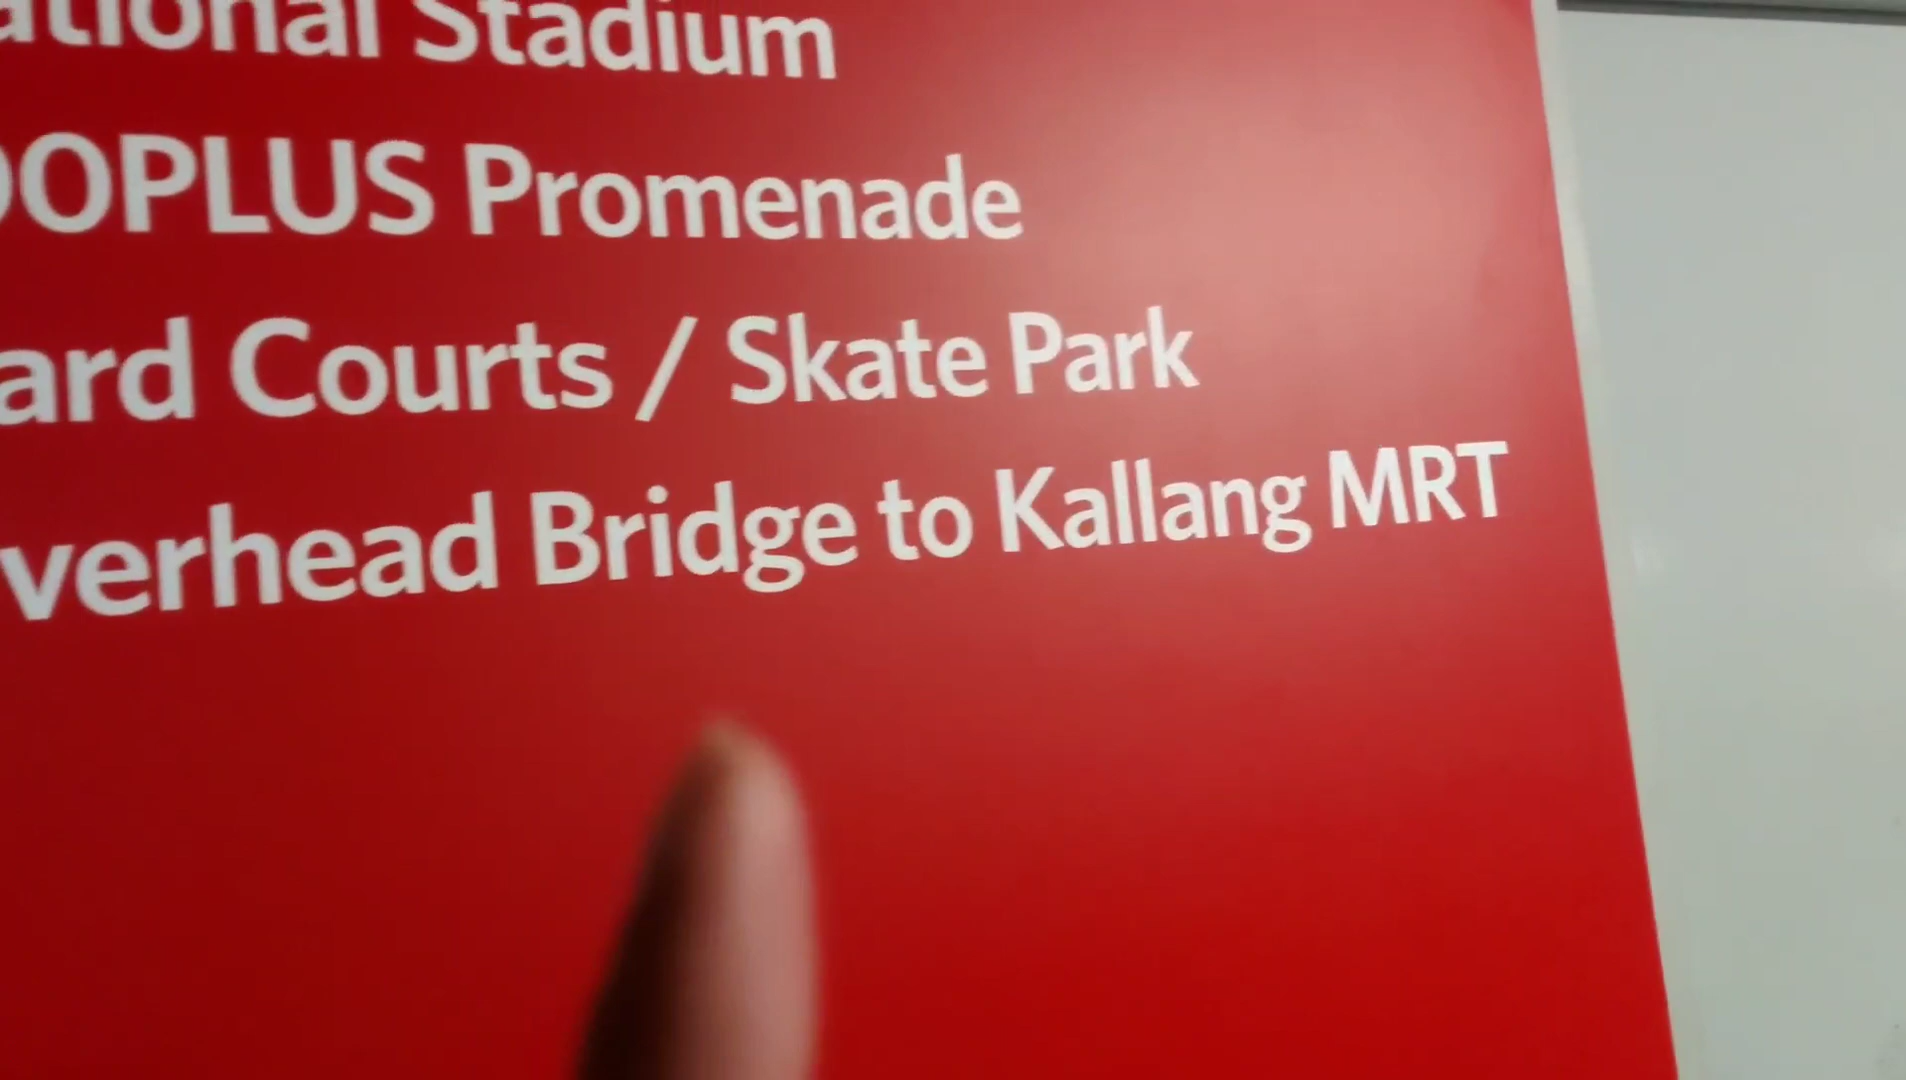 ational Stadium
OOPLUS Promenade
ard Courts / Skate Park
verhead Bridge to Kallang MRT